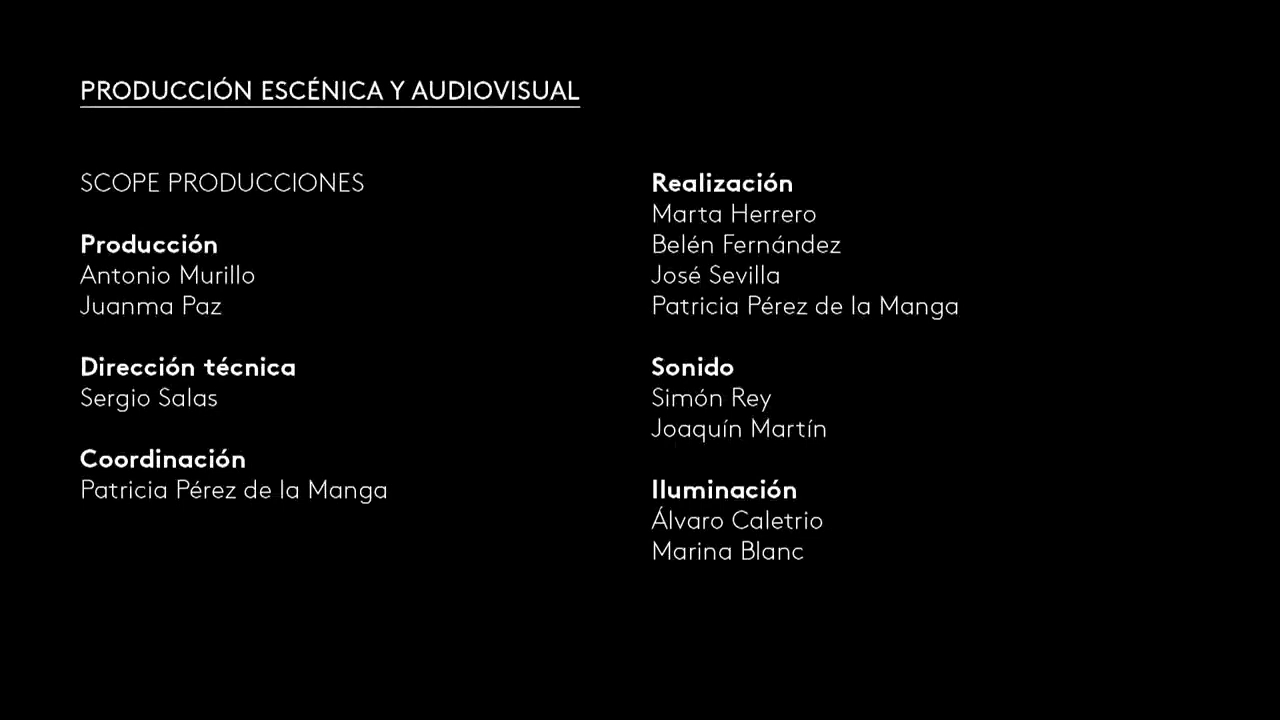 PRODUCCIÓN ESCÉNICA Y AUDIOVISUAL
SCOPE PRODUCCIONES
Producción
Antonio Murillo
Juanma Paz
Dirección técnica
Sergio Salas
Coordinación
Patricia Pérez de la Manga
Realización
Marta Herrero
Belén Fernández
José Sevilla
Patricia Pérez de la Manga
Sonido
Simón Rey
Joaquín Martín
Iluminación
Álvaro Caletrio
Marina Blanc